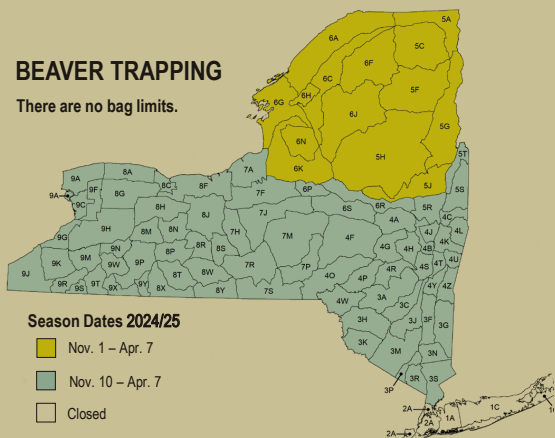 BEAVER TRAPPING
There are no bag limits.
5A
6A
5C
6F
6C
5F
6H
6G
6J
5G
6N
5H
6K
5J
5T
9A
8A
7A
6P
5S
9A
9F
8G
8C
8F
7F
6S
6R
5R
9C
8H
8J
7J
4A
4C
4L
9G
9H
8M
8N
7H
7M
4F
4G
4H
4J
4B
4K
9N
8R
8S
9K
9M
9W
9P
7R
7P
4R
4S
4T
4U
9J
8T
8W
4O
4P
4Y
4Z
9R
9S
9T
9X
9Y
8X
8Y
7S
4W
3A
3C
3H
3J
3F
3G
3K
3M
3N
3P
3R
3S
2A
2A
2A
1A
1C
Season Dates 2024/25
Nov. 1 – Apr. 7
Nov. 10 – Apr. 7
Closed